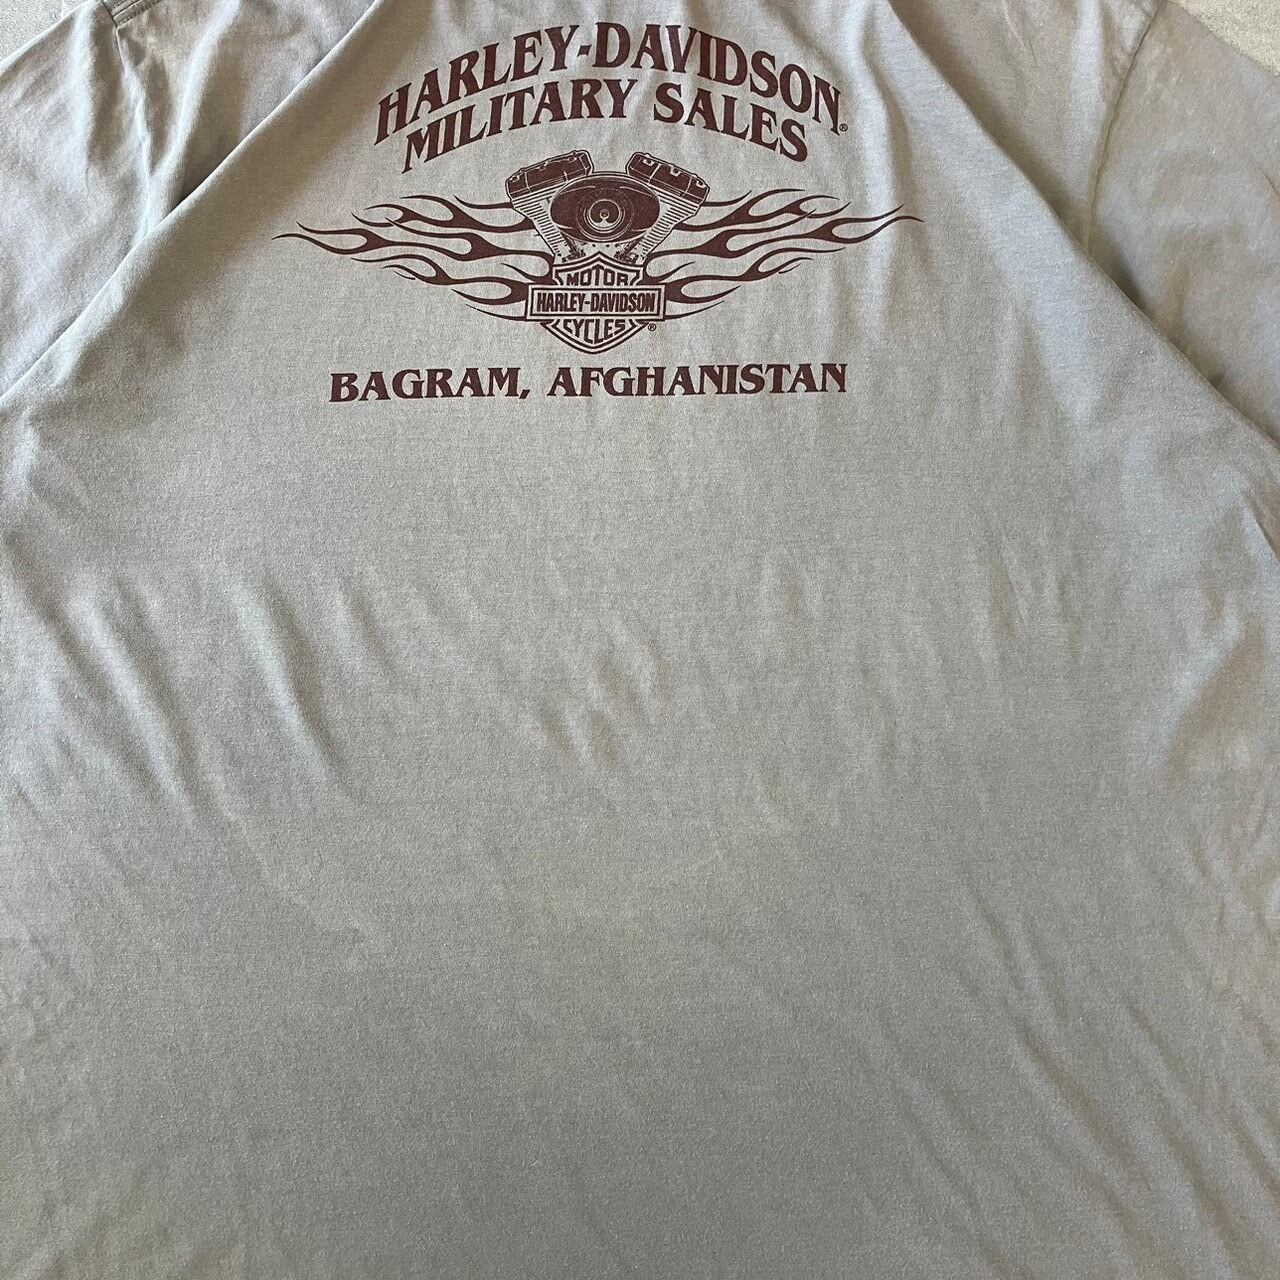 HARLEY-DAVIDSON®
MILITARY SALES
MOTOR
HARLEY-DAVIDSON
CYCLES ®
BAGRAM, AFGHANISTAN